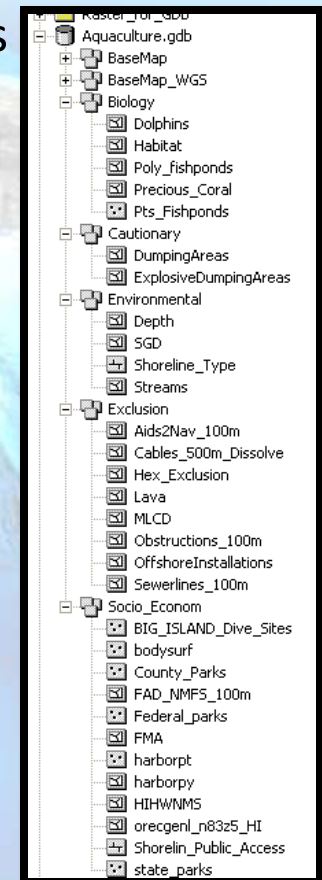 s
Raster_for_GDB
Aquaculture.gdb
BaseMap
BaseMap_WGS
Biology
Dolphins
Habitat
Poly_fishponds
Precious_Coral
Pts_Fishponds
Cautionary
DumpingAreas
ExplosiveDumpingAreas
Environmental
Depth
SGD
Shoreline_Type
Streams
Exclusion
Aids2Nav_100m
Cables_500m_Dissolve
Hex_Exclusion
Lava
MLCD
Obstructions_100m
OffshoreInstallations
Sewerlines_100m
Socio_Econom
BIG_ISLAND_Dive_Sites
bodysurf
County_Parks
FAD_NMFS_100m
Federal_parks
FMA
harborpt
harborpy
HIHWNMS
orecgenl_n83z5_HI
Shorelin_Public_Access
state_parks